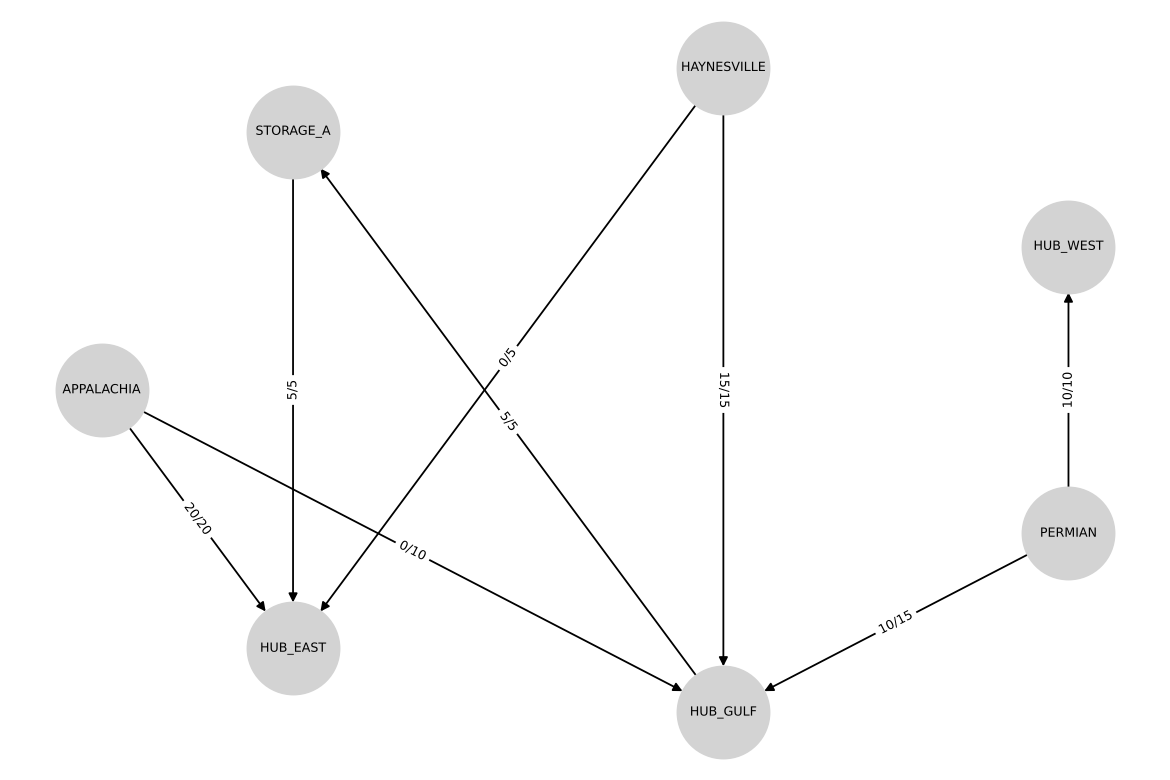 HAYNESVILLE
STORAGE_A
HUB_WEST
0/5
APPALACHIA
5/5
15/15
10/10
5/5
20/20
PERMIAN
0/10
10/15
HUB_EAST
HUB_GULF